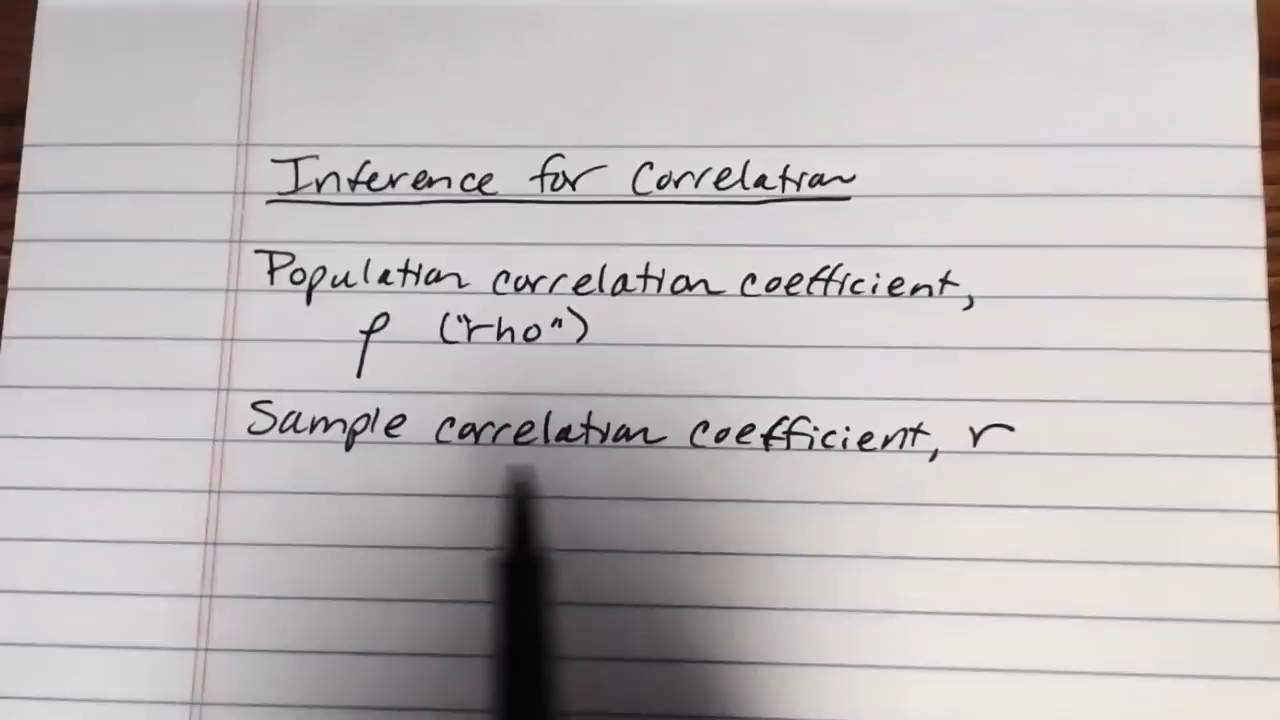 Inference for Correlation
Population correlation coefficient,
ρ ("rho")
Sample correlation coefficient, r